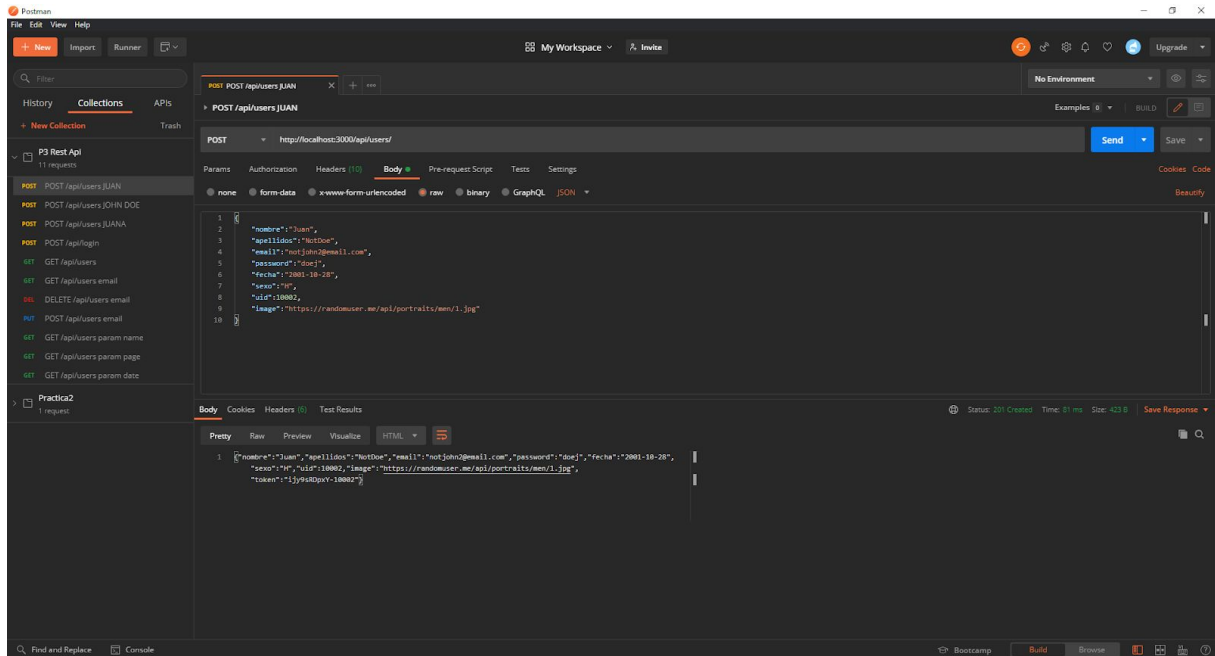 Postman
File Edit View Help
+ New Import Runner My Workspace Invite Upgrade
Filter
History Collections APIs
+ New Collection Trash
P3 Rest Api
11 requests
POST POST /api/users JUAN
POST POST /api/users JOHN DOE
POST POST /api/users JUANA
POST POST /api/login
GET GET /api/users
GET GET /api/users email
DEL DELETE /api/users email
PUT POST /api/users email
GET GET /api/users param name
GET GET /api/users param page
GET GET /api/users param date
Practica2
1 request
POST POST /api/users JUAN No Environment
POST /api/users JUAN Examples 0 BUILD
POST http://localhost:3000/api/users/ Send Save
Params Authorization Headers (10) Body Pre-request Script Tests Settings Cookies Code
none form-data x-www-form-urlencoded raw binary GraphQL JSON Beautify
1 {
2 "nombre":"Juan",
3 "apellidos":"NotDoe",
4 "email":"notjohn2@email.com",
5 "password":"doej",
6 "fecha":"2001-10-28",
7 "sexo":"H",
8 "uid":10002,
9 "image":"https://randomuser.me/api/portraits/men/1.jpg"
10 }
Body Cookies Headers (6) Test Results Status: 201 Created Time: 81 ms Size: 423 B Save Response
Pretty Raw Preview Visualize HTML
1 {"nombre":"Juan","apellidos":"NotDoe","email":"notjohn2@email.com","password":"doej","fecha":"2001-10-28",
"sexo":"H","uid":10002,"image":"https://randomuser.me/api/portraits/men/1.jpg",
"token":"ijy9sRDpxY-10002"}
Find and Replace Console Bootcamp Build Browse